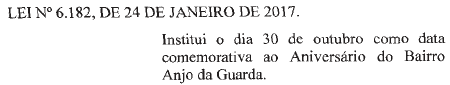 LEI Nº 6.182, DE 24 DE JANEIRO DE 2017.
Institui o dia 30 de outubro como data
comemorativa ao Aniversário do Bairro
Anjo da Guarda.